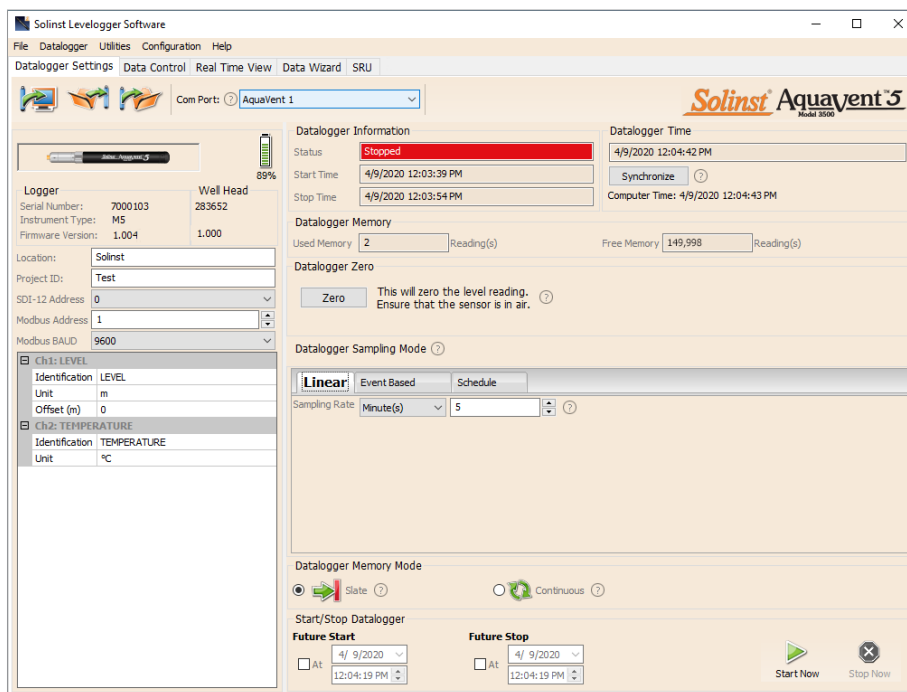 Solinst Levelogger Software
File Datalogger Utilities Configuration Help
Datalogger Settings Data Control Real Time View Data Wizard SRU
Com Port: ? AquaVent 1
Solinst® Aquavent™5
Model 3500
Solinst Aquavent 5
89%
Logger Well Head
Serial Number: 7000103 283652
Instrument Type: M5
Firmware Version: 1.004 1.000
Location: Solinst
Project ID: Test
SDI-12 Address 0
Modbus Address 1
Modbus BAUD 9600
Ch1: LEVEL
Identification LEVEL
Unit m
Offset (m) 0
Ch2: TEMPERATURE
Identification TEMPERATURE
Unit ºC
Datalogger Information
Status Stopped
Start Time 4/9/2020 12:03:39 PM
Stop Time 4/9/2020 12:03:54 PM
Datalogger Time
4/9/2020 12:04:42 PM
Synchronize ?
Computer Time: 4/9/2020 12:04:43 PM
Datalogger Memory
Used Memory 2 Reading(s) Free Memory 149,998 Reading(s)
Datalogger Zero
Zero
This will zero the level reading.
Ensure that the sensor is in air. ?
Datalogger Sampling Mode ?
Linear Event Based Schedule
Sampling Rate Minute(s) 5 ?
Datalogger Memory Mode
Slate ? Continuous ?
Start/Stop Datalogger
Future Start Future Stop
At 4/ 9/2020 At 4/ 9/2020
12:04:19 PM 12:04:19 PM
Start Now Stop Now